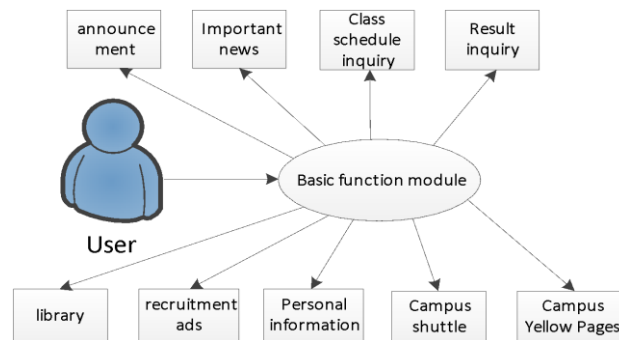 announce
ment
Important
news
Class
schedule
inquiry
Result
inquiry
Basic function module
User
library
recruitment
ads
Personal
information
Campus
shuttle
Campus
Yellow Pages